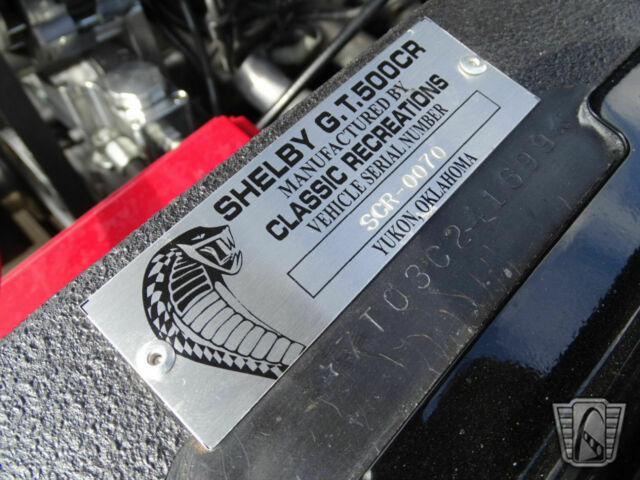 SHELBY G.T.500CR
MANUFACTURED BY
CLASSIC RECREATIONS
VEHICLE SERIAL NUMBER
SCR-0070
YUKON, OKLAHOMA